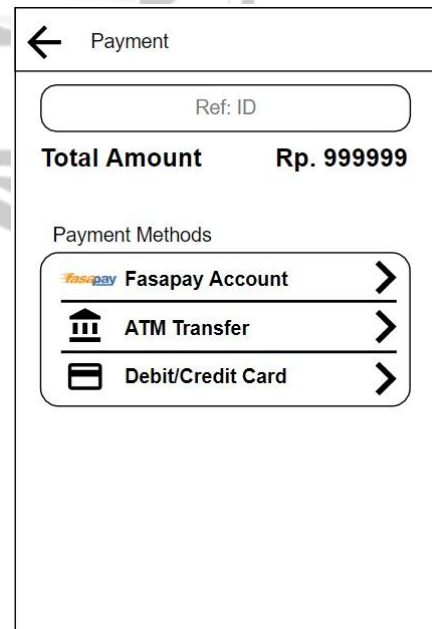 Payment
Ref: ID
Total Amount Rp. 999999
Payment Methods
fasapay Fasapay Account
ATM Transfer
Debit/Credit Card